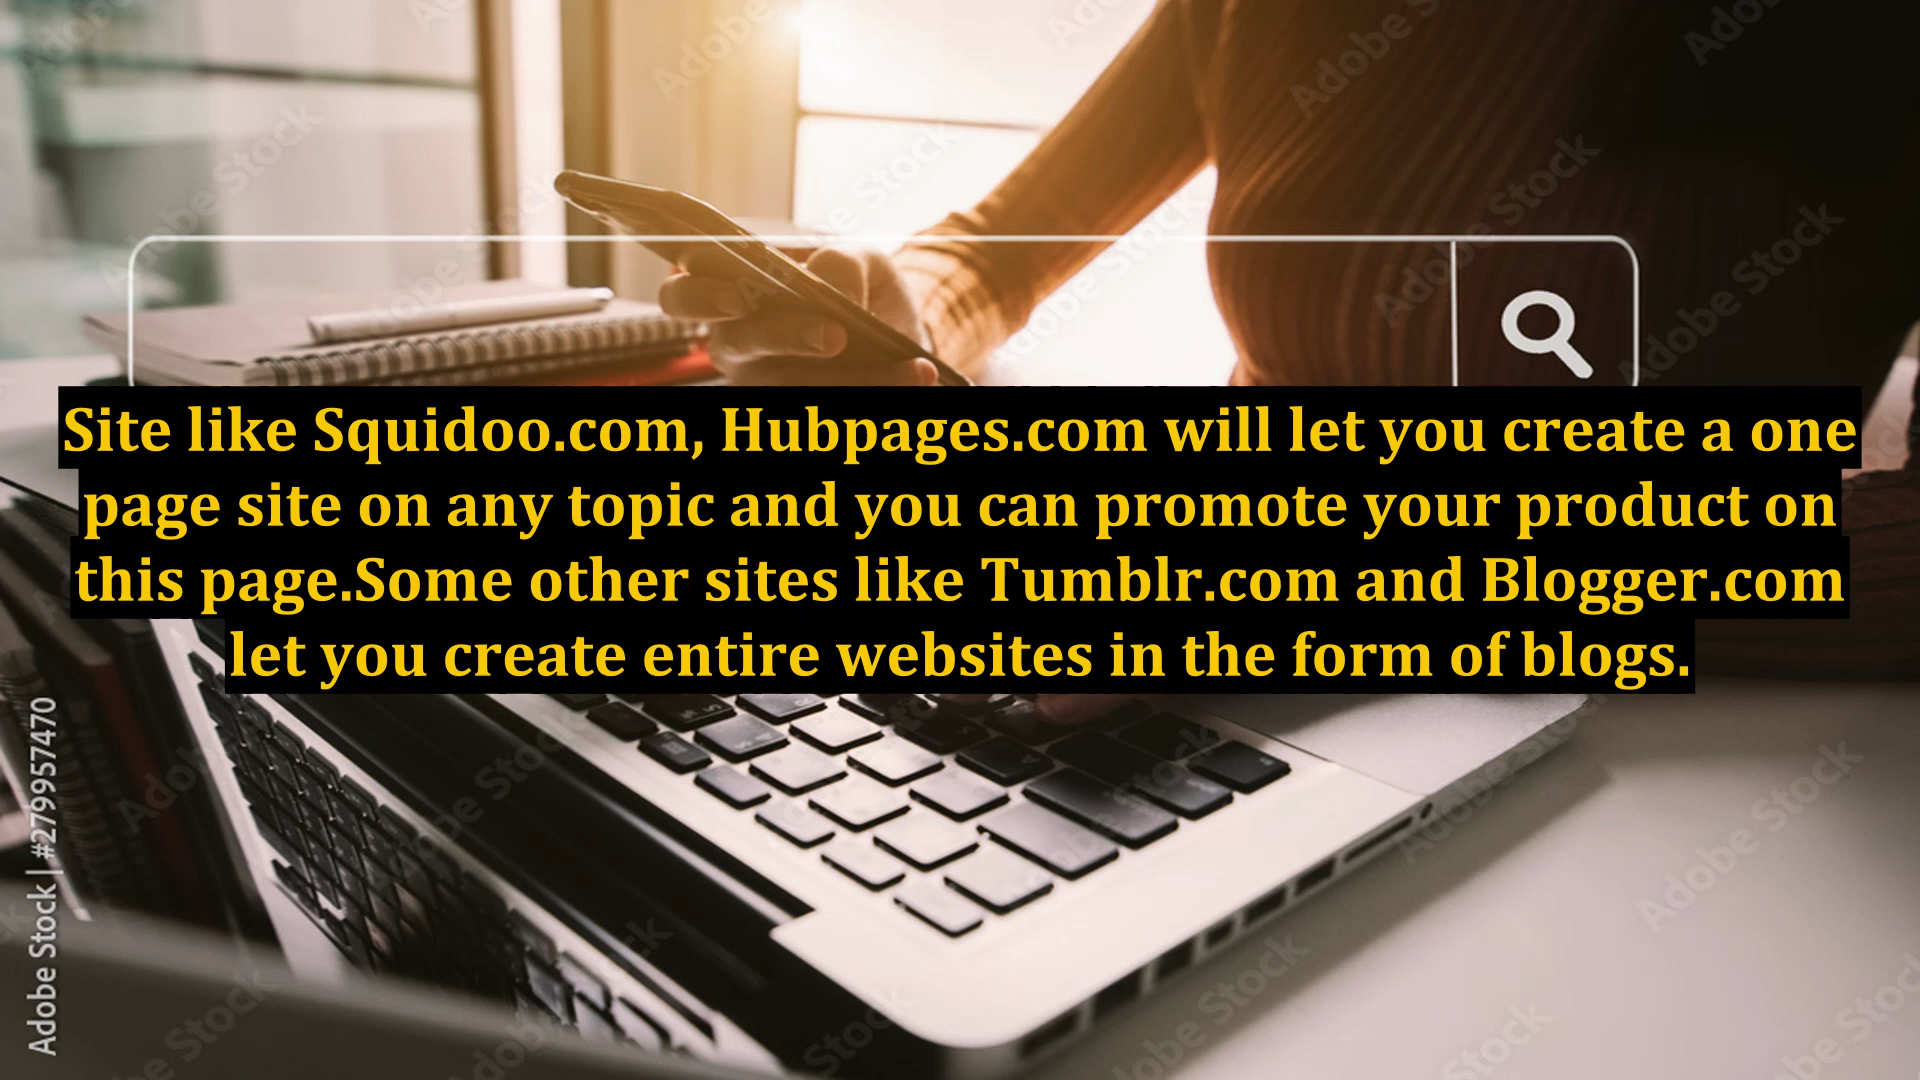 Site like Squidoo.com, Hubpages.com will let you create a one
page site on any topic and you can promote your product on
this page.Some other sites like Tumblr.com and Blogger.com
let you create entire websites in the form of blogs.
Adobe Stock | #279957470